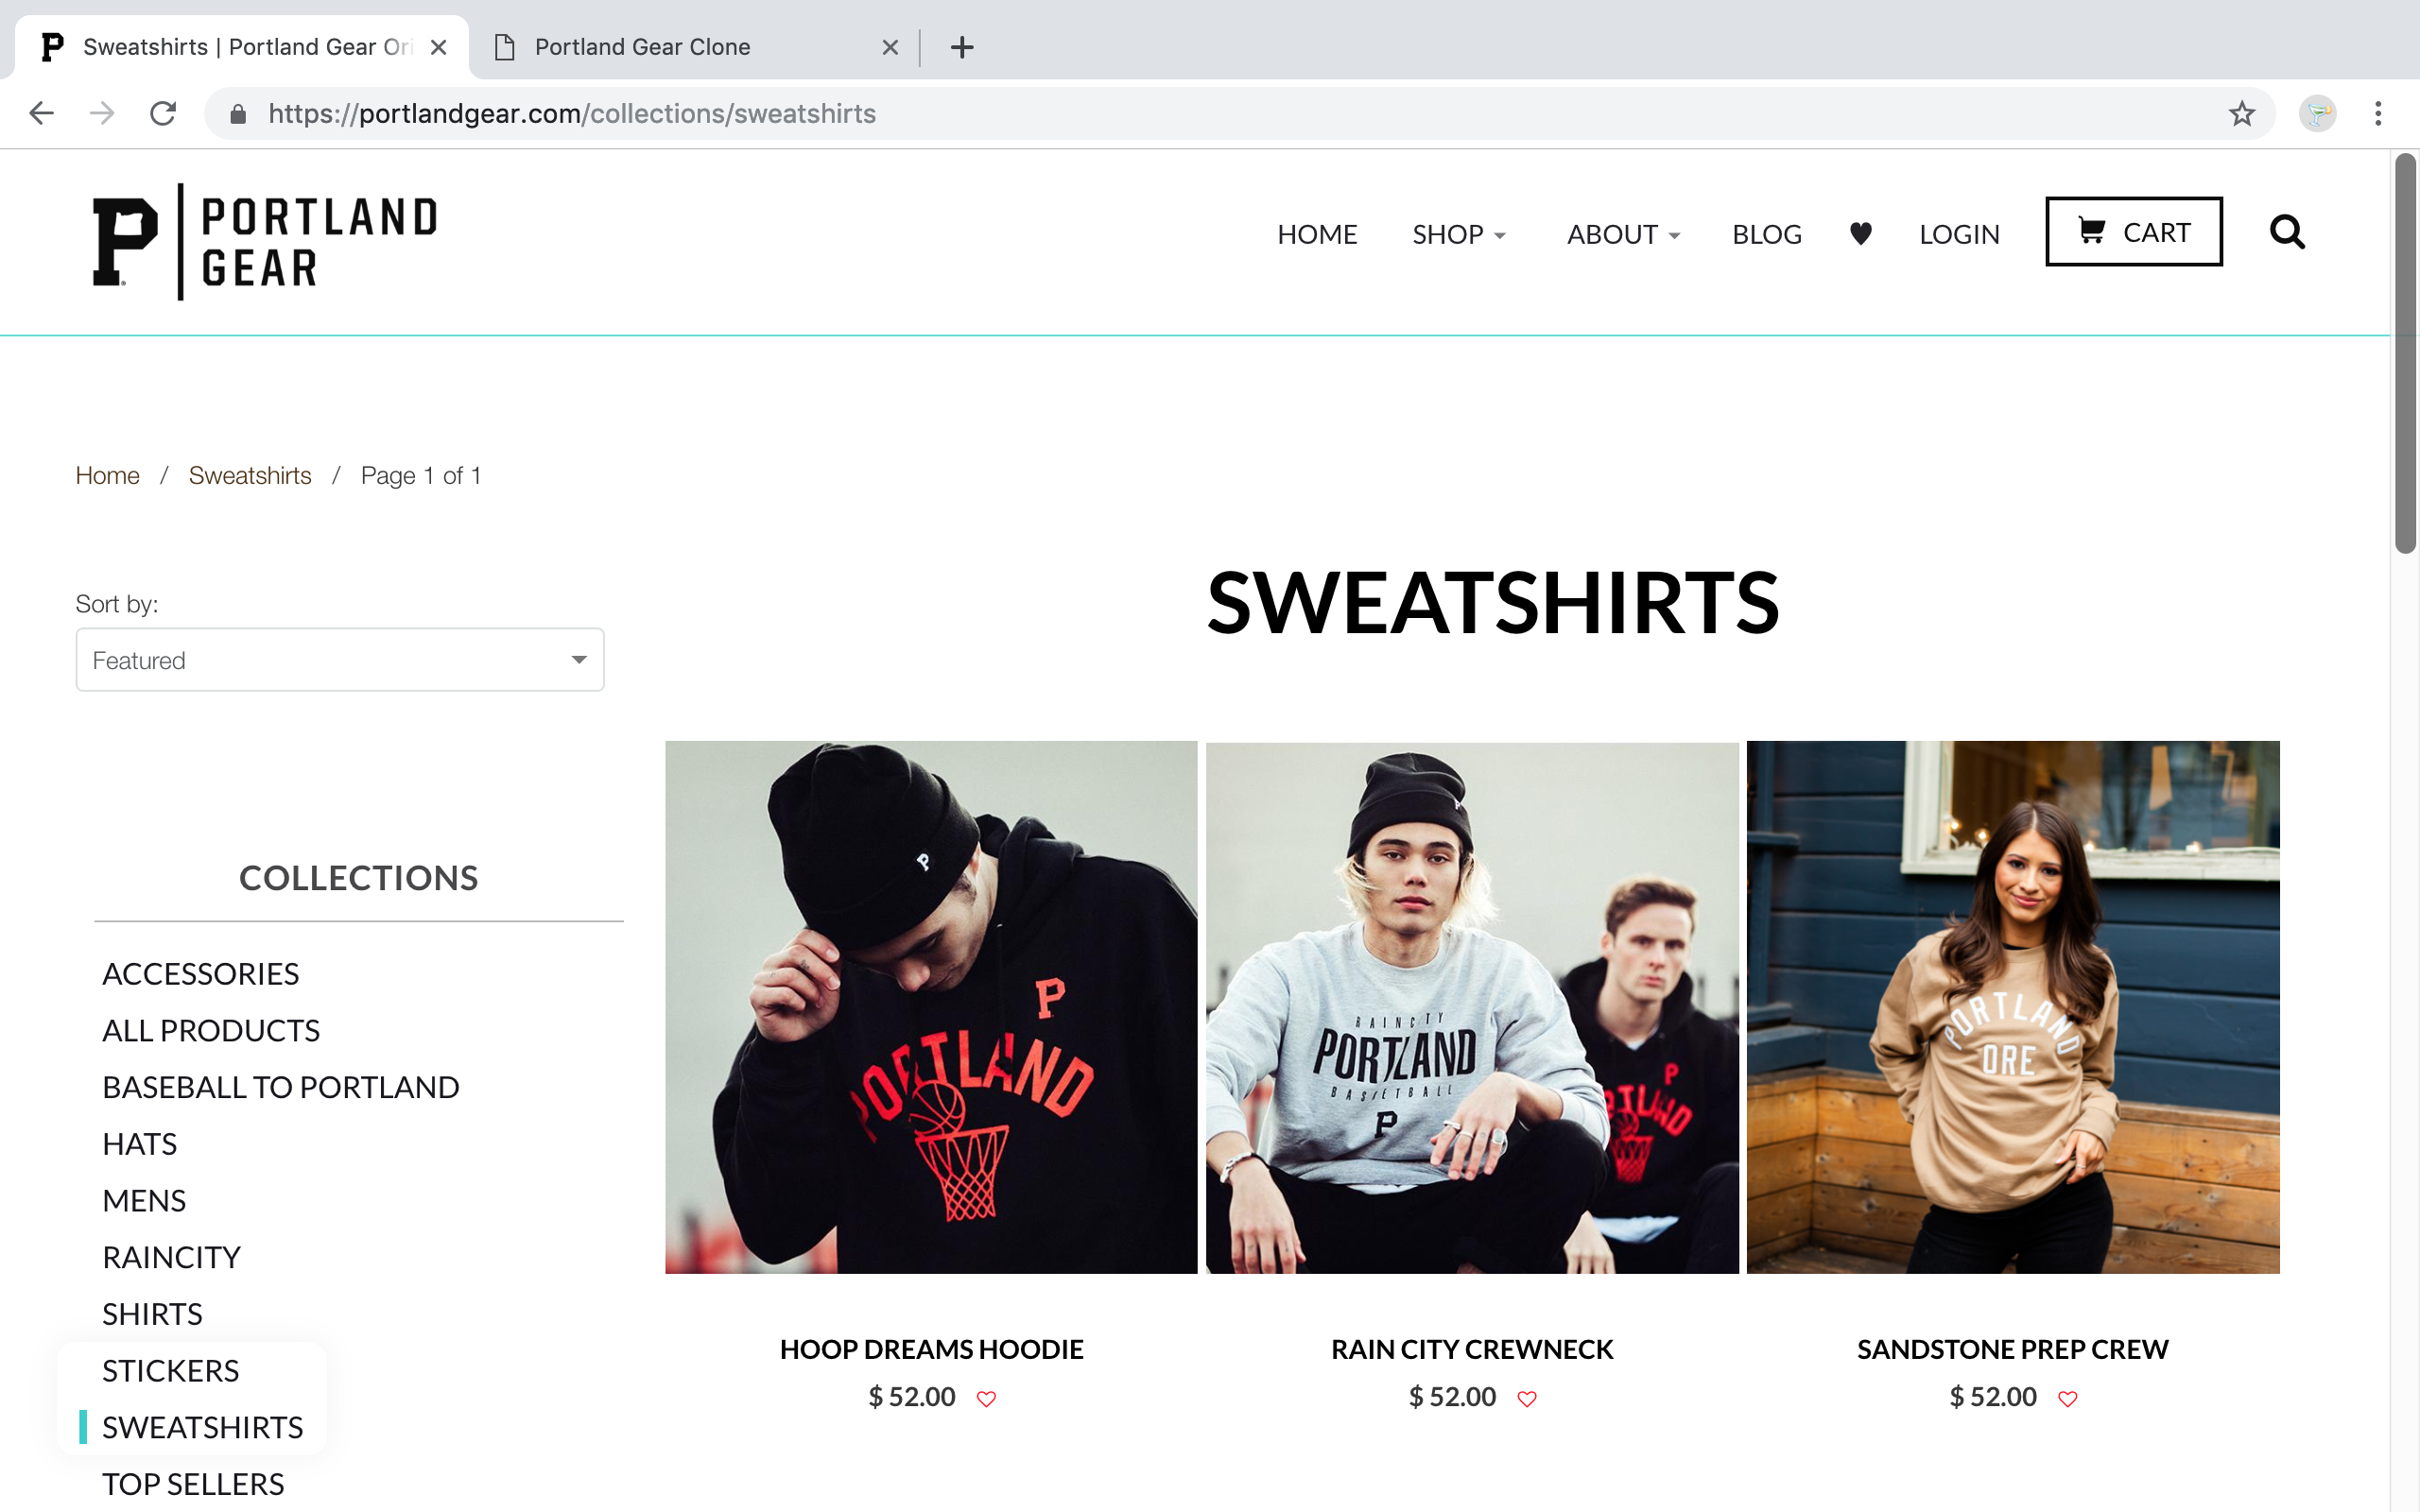 Sweatshirts | Portland Gear Ori
Portland Gear Clone
https://portlandgear.com/collections/sweatshirts
P PORTLAND
GEAR
HOME SHOP ABOUT BLOG LOGIN CART
Home / Sweatshirts / Page 1 of 1
Sort by:
Featured
SWEATSHIRTS
COLLECTIONS
ACCESSORIES
ALL PRODUCTS
BASEBALL TO PORTLAND
HATS
MENS
RAINCITY
SHIRTS
STICKERS
SWEATSHIRTS
TOP SELLERS
P
P
PORTLAND
RAINCITY
PORTLAND
BASKETBALL
P
P
PORTLAND
ORE
HOOP DREAMS HOODIE
$ 52.00
RAIN CITY CREWNECK
$ 52.00
SANDSTONE PREP CREW
$ 52.00